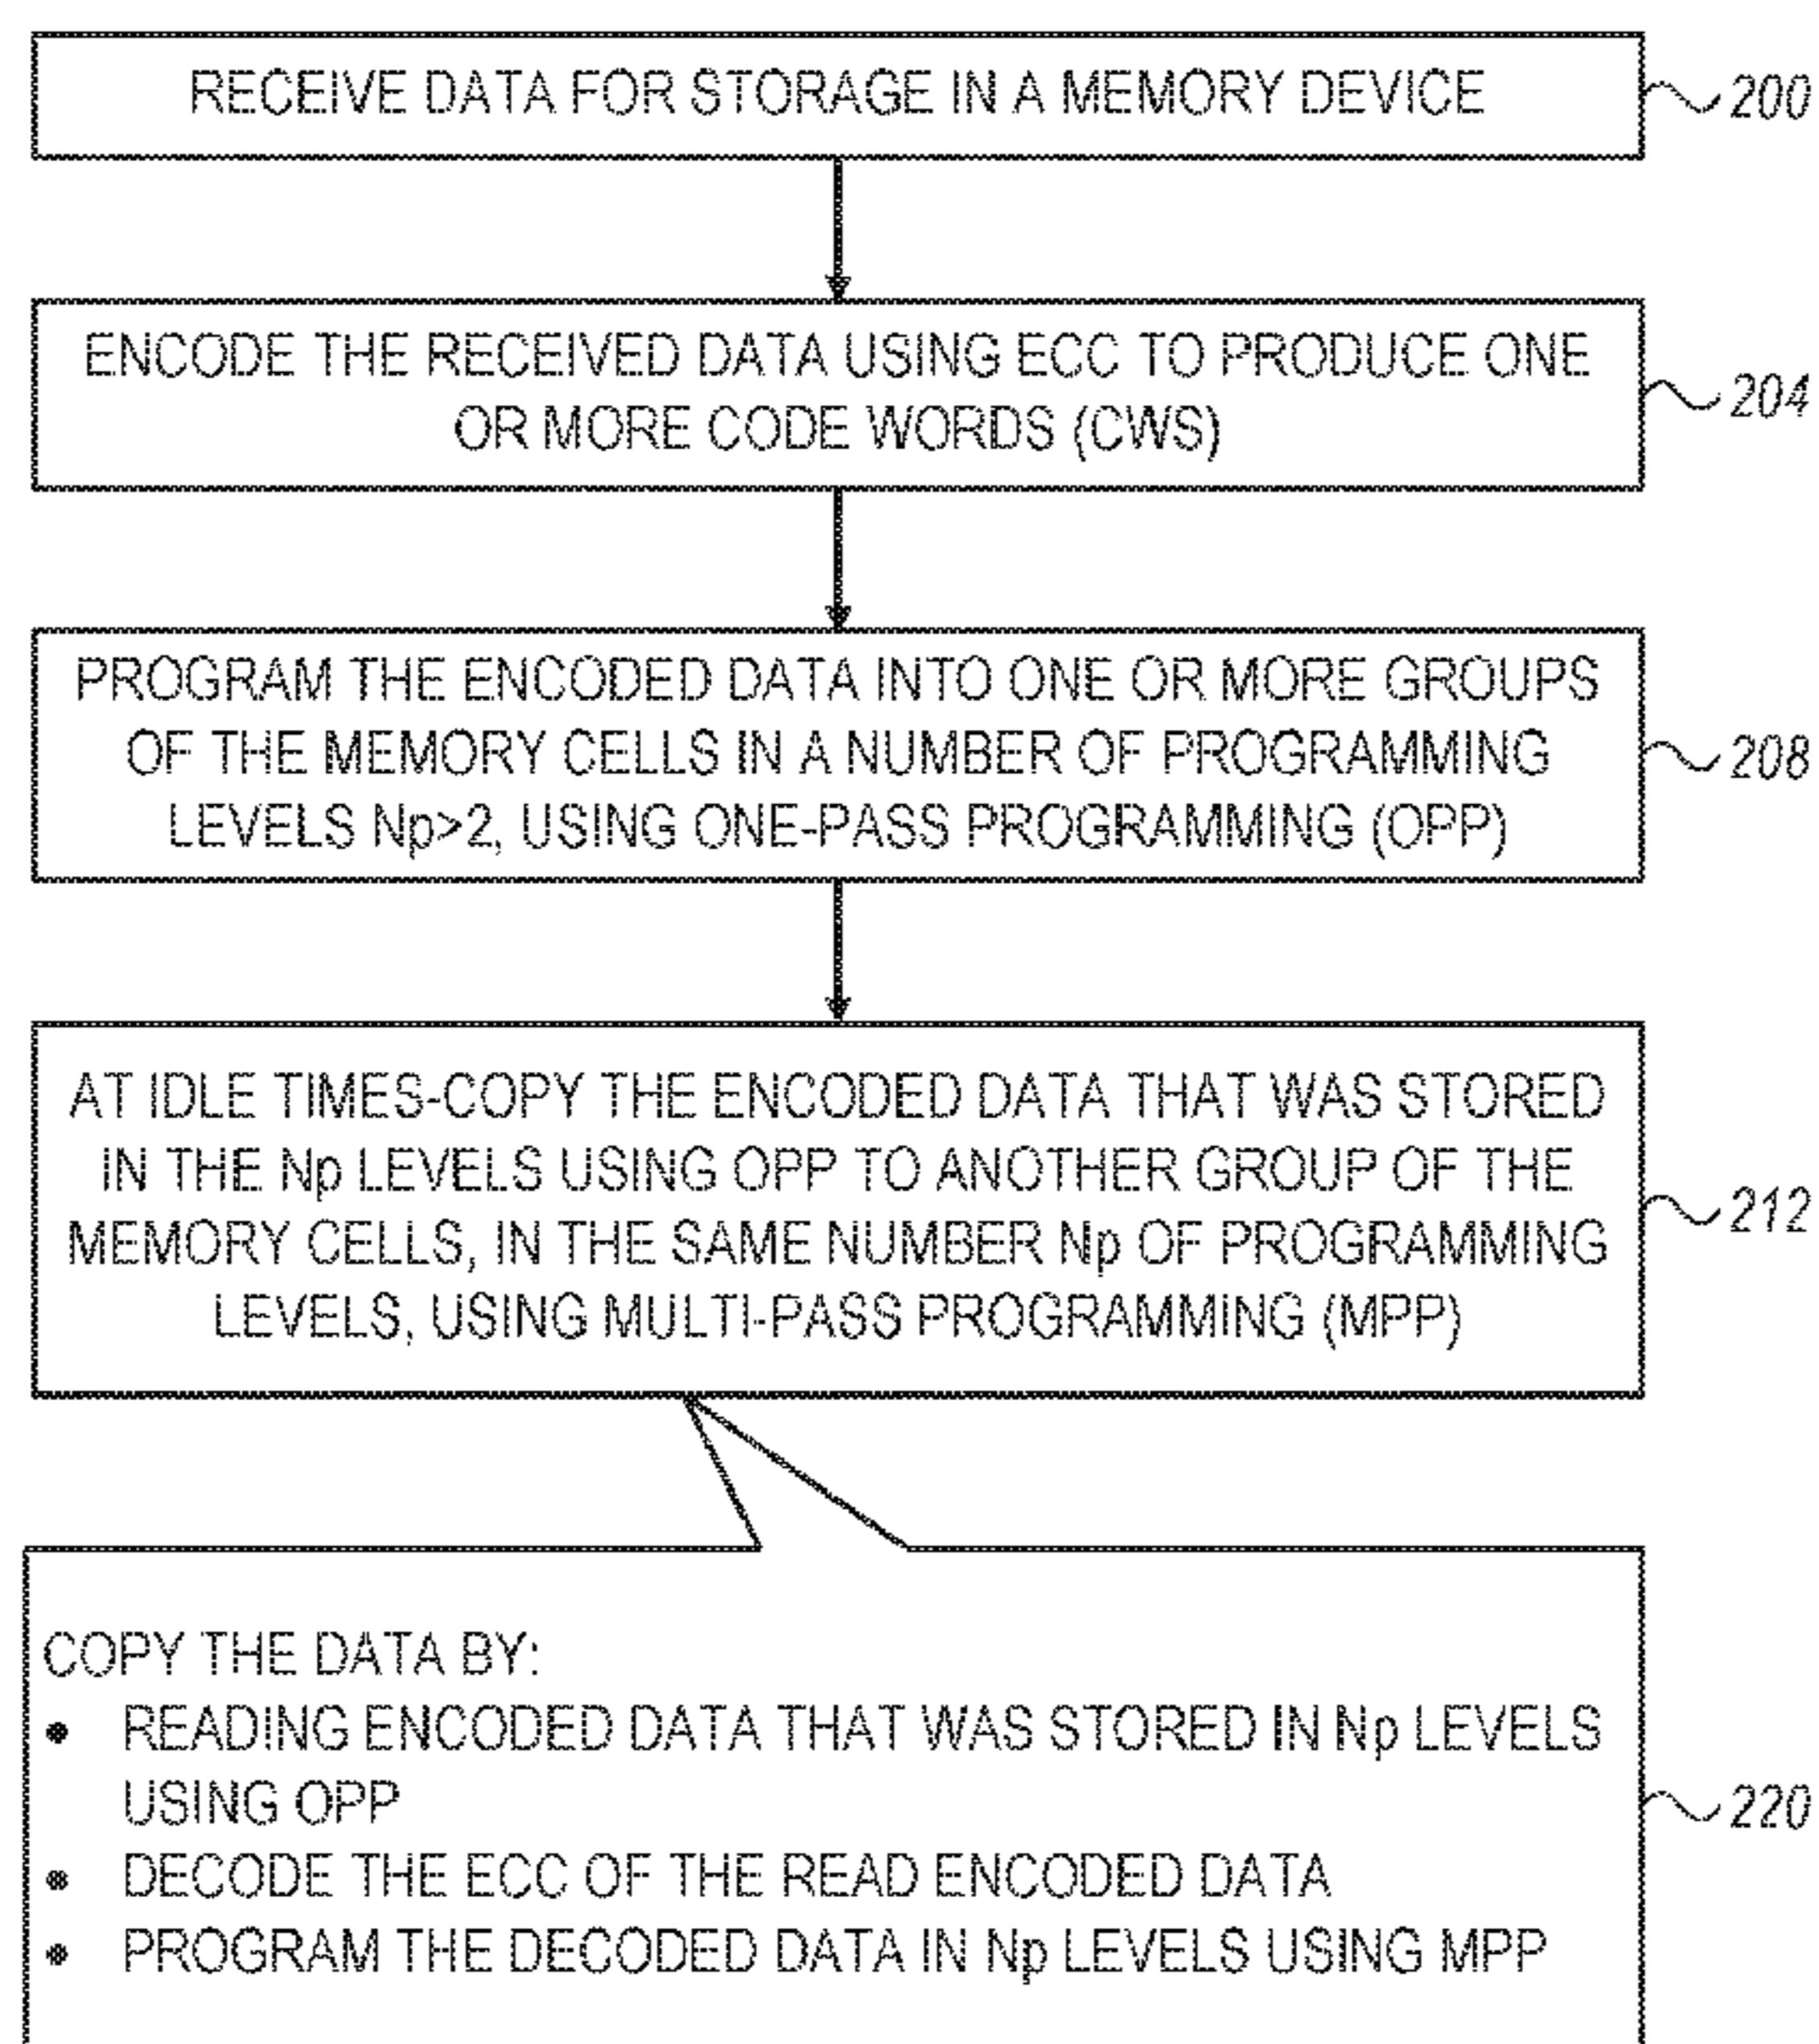 RECEIVE DATA FOR STORAGE IN A MEMORY DEVICE
200
ENCODE THE RECEIVED DATA USING ECC TO PRODUCE ONE
OR MORE CODE WORDS (CWS)
204
PROGRAM THE ENCODED DATA INTO ONE OR MORE GROUPS
OF THE MEMORY CELLS IN A NUMBER OF PROGRAMMING
LEVELS Np>2, USING ONE-PASS PROGRAMMING (OPP)
208
AT IDLE TIMES-COPY THE ENCODED DATA THAT WAS STORED
IN THE Np LEVELS USING OPP TO ANOTHER GROUP OF THE
MEMORY CELLS, IN THE SAME NUMBER Np OF PROGRAMMING
LEVELS, USING MULTI-PASS PROGRAMMING (MPP)
212
COPY THE DATA BY:
• READING ENCODED DATA THAT WAS STORED IN Np LEVELS
USING OPP
• DECODE THE ECC OF THE READ ENCODED DATA
• PROGRAM THE DECODED DATA IN Np LEVELS USING MPP
220